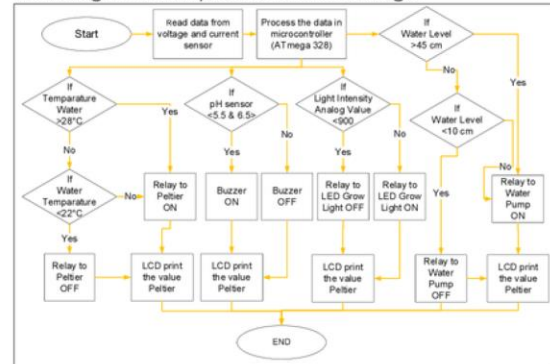 Start
Read data from
voltage and current
sensor
Process the data in
microcontroller
(ATmega 328)
If
Water Level
>45 cm
If
Temparature
Water
>28°C
If
pH sensor
<5.5 & 6.5>
If
Light Intensity
Analog Value
<900
No
Yes
If
Water Level
<10 cm
Yes
No
Yes
No
Yes
No
No
If
Water
Temparature
<22°C
No
Relay to
Peltier
ON
Buzzer
ON
Buzzer
OFF
Relay to
LED Grow
Light OFF
Relay to
LED Grow
Light ON
Yes
No
Relay to
Water
Pump
ON
Yes
Relay to
Peltier
OFF
LCD print
the value
Peltier
LCD print
the value
Peltier
LCD print
the value
Peltier
Relay to
Water
Pump
OFF
LCD print
the value
Peltier
END